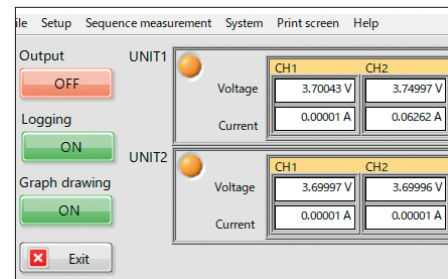 ile Setup Sequence measurement System Print screen Help
Output
OFF
Logging
ON
Graph drawing
ON
Exit
UNIT1
CH1 CH2
Voltage 3.70043 V 3.74997 V
Current 0.00001 A 0.06262 A
UNIT2
CH1 CH2
Voltage 3.69997 V 3.69996 V
Current 0.00001 A 0.00001 A